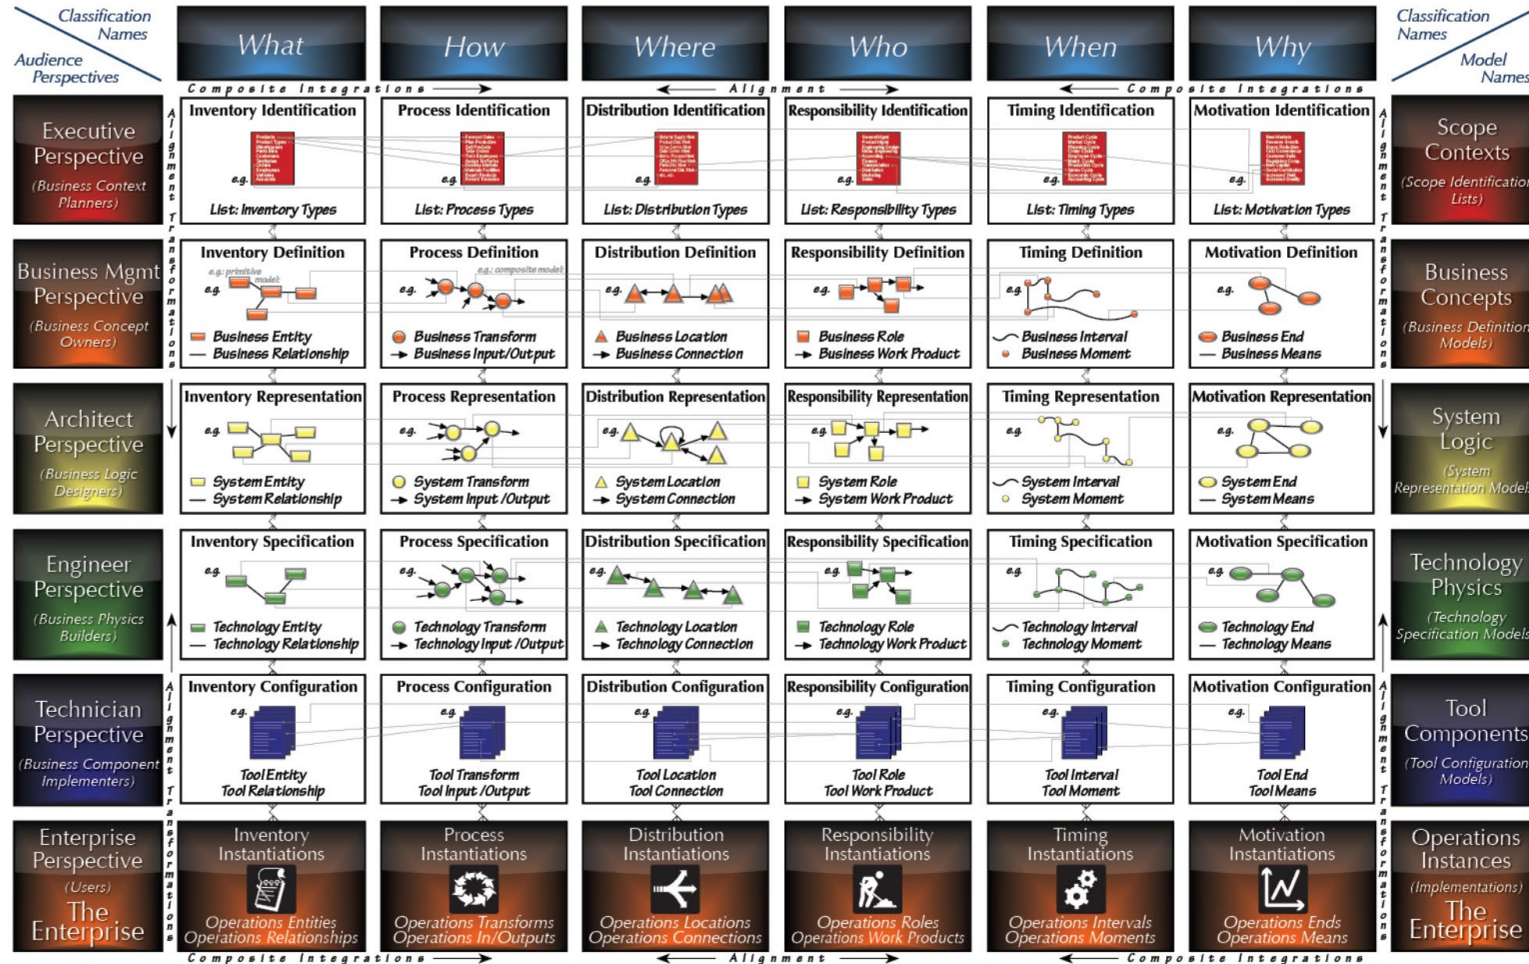 Classification
Names
Audience
Perspectives
What
How
Where
Who
When
Why
Classification
Names
Model
Names
Composite Integrations
Alignment
Composite Integrations
Executive
Perspective
(Business Context
Planners)
Alignment Transformations
Inventory Identification
e.g.
List: Inventory Types
Process Identification
e.g.
List: Process Types
Distribution Identification
e.g.
List: Distribution Types
Responsibility Identification
e.g.
List: Responsibility Types
Timing Identification
e.g.
List: Timing Types
Motivation Identification
e.g.
List: Motivation Types
Alignment Transformations
Scope
Contexts
(Scope Identification
Lists)
Business Mgmt
Perspective
(Business Concept
Owners)
Inventory Definition
e.g.: primitive
model:
e.g.
Business Entity
Business Relationship
Process Definition
e.g.: composite model:
e.g.
Business Transform
Business Input/Output
Distribution Definition
e.g.
Business Location
Business Connection
Responsibility Definition
e.g.
Business Role
Business Work Product
Timing Definition
e.g.
Business Interval
Business Moment
Motivation Definition
e.g.
Business End
Business Means
Business
Concepts
(Business Definition
Models)
Architect
Perspective
(Business Logic
Designers)
Inventory Representation
e.g.
System Entity
System Relationship
Process Representation
e.g.
System Transform
System Input /Output
Distribution Representation
e.g.
System Location
System Connection
Responsibility Representation
e.g.
System Role
System Work Product
Timing Representation
e.g.
System Interval
System Moment
Motivation Representation
e.g.
System End
System Means
System
Logic
(System
Representation Models)
Engineer
Perspective
(Business Physics
Builders)
Inventory Specification
e.g.
Technology Entity
Technology Relationship
Process Specification
e.g.
Technology Transform
Technology Input /Output
Distribution Specification
e.g.
Technology Location
Technology Connection
Responsibility Specification
e.g.
Technology Role
Technology Work Product
Timing Specification
e.g.
Technology Interval
Technology Moment
Motivation Specification
e.g.
Technology End
Technology Means
Technology
Physics
(Technology
Specification Models)
Technician
Perspective
(Business Component
Implementers)
Alignment Transformations
Inventory Configuration
e.g.
Tool Entity
Tool Relationship
Process Configuration
e.g.
Tool Transform
Tool Input /Output
Distribution Configuration
e.g.
Tool Location
Tool Connection
Responsibility Configuration
e.g.
Tool Role
Tool Work Product
Timing Configuration
e.g.
Tool Interval
Tool Moment
Motivation Configuration
e.g.
Tool End
Tool Means
Alignment Transformations
Tool
Components
(Tool Configuration
Models)
Enterprise
Perspective
(Users)
The
Enterprise
Inventory
Instantiations
Operations Entities
Operations Relationships
Process
Instantiations
Operations Transforms
Operations In/Outputs
Distribution
Instantiations
Operations Locations
Operations Connections
Responsibility
Instantiations
Operations Roles
Operations Work Products
Timing
Instantiations
Operations Intervals
Operations Moments
Motivation
Instantiations
Operations Ends
Operations Means
Operations
Instances
(Implementations)
The
Enterprise
Composite Integrations
Alignment
Composite Integrations